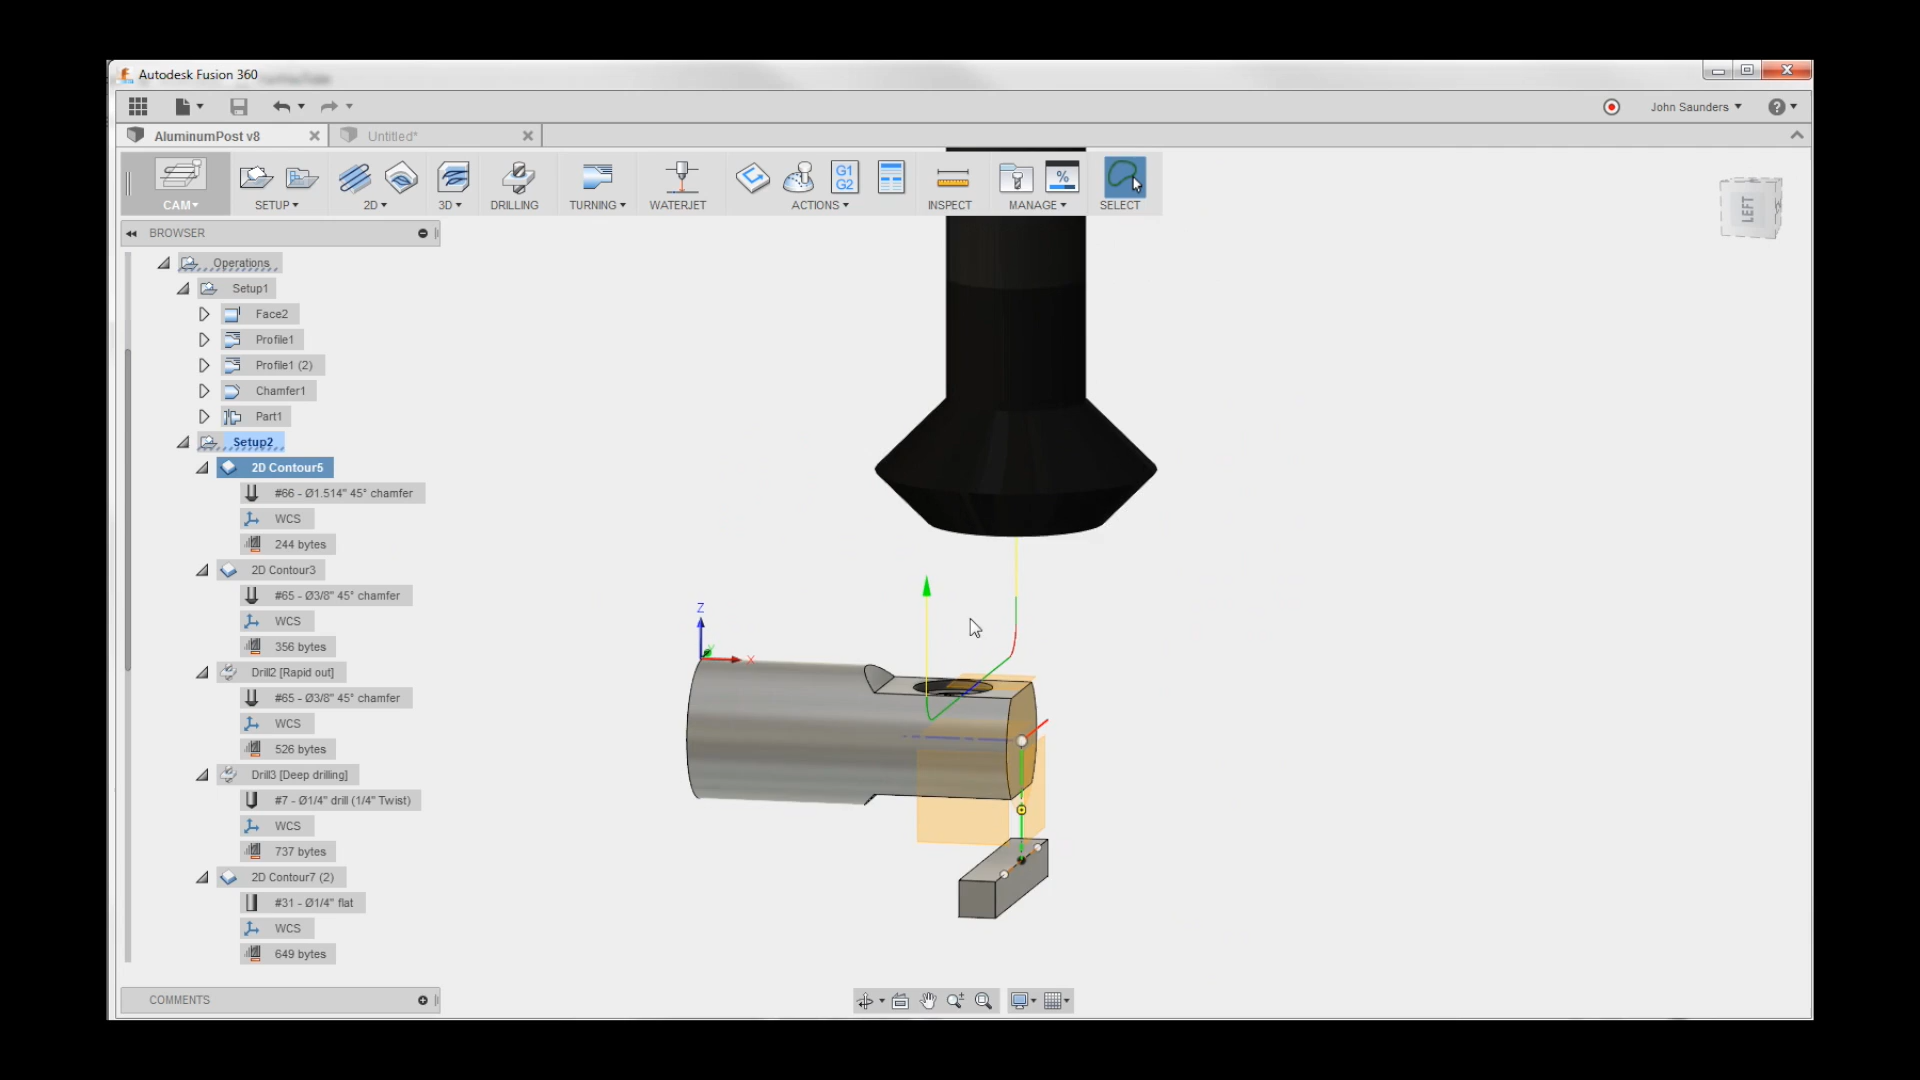 Autodesk Fusion 360
John Saunders
AluminumPost v8
Untitled*
G1
G2
%
CAM
SETUP
2D
3D
DRILLING
TURNING
WATERJET
ACTIONS
INSPECT
MANAGE
SELECT
LEFT
BROWSER
Operations
Setup1
Face2
Profile1
Profile1 (2)
Chamfer1
Part1
Setup2
2D Contour5
#66 - Ø1.514" 45° chamfer
WCS
244 bytes
2D Contour3
#65 - Ø3/8" 45° chamfer
WCS
356 bytes
Drill2 [Rapid out]
#65 - Ø3/8" 45° chamfer
WCS
526 bytes
Drill3 [Deep drilling]
#7 - Ø1/4" drill (1/4" Twist)
WCS
737 bytes
2D Contour7 (2)
#31 - Ø1/4" flat
WCS
649 bytes
Z
X
COMMENTS